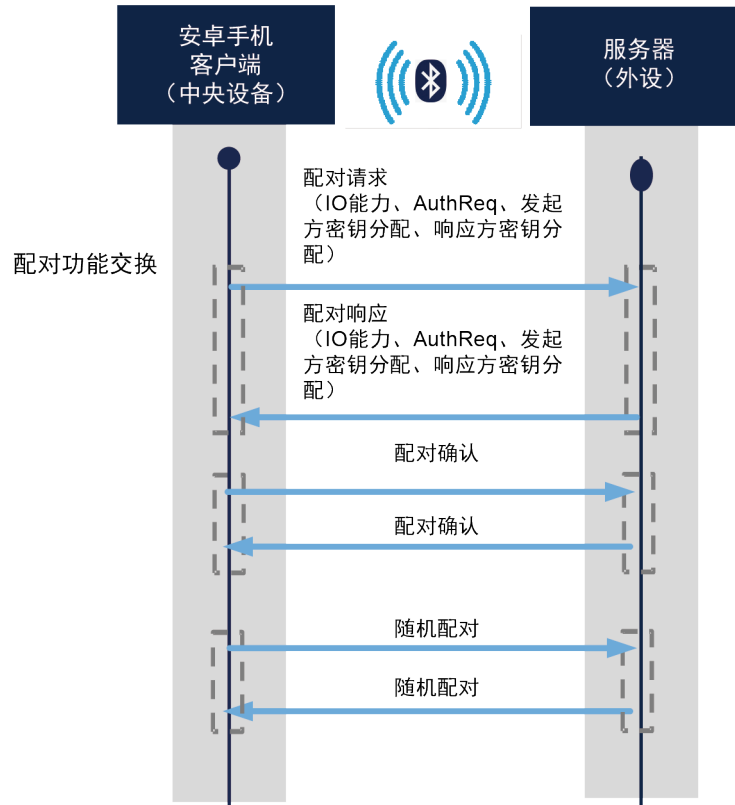 安卓手机
客户端
（中央设备）
服务器
（外设）
配对请求
（IO能力、AuthReq、发起
方密钥分配、响应方密钥分
配）
配对功能交换
配对响应
（IO能力、AuthReq、发起
方密钥分配、响应方密钥分
配）
配对确认
配对确认
随机配对
随机配对